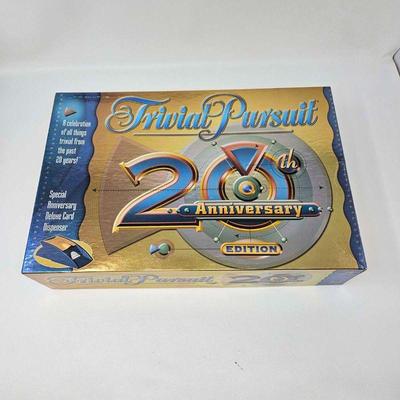 Trivial Pursuit
A celebration
of all things
trivial from
the past
20 years!
Special
Anniversary
Deluxe Card
Dispenser
20th
Anniversary
EDITION
Trivial Pursuit 20th